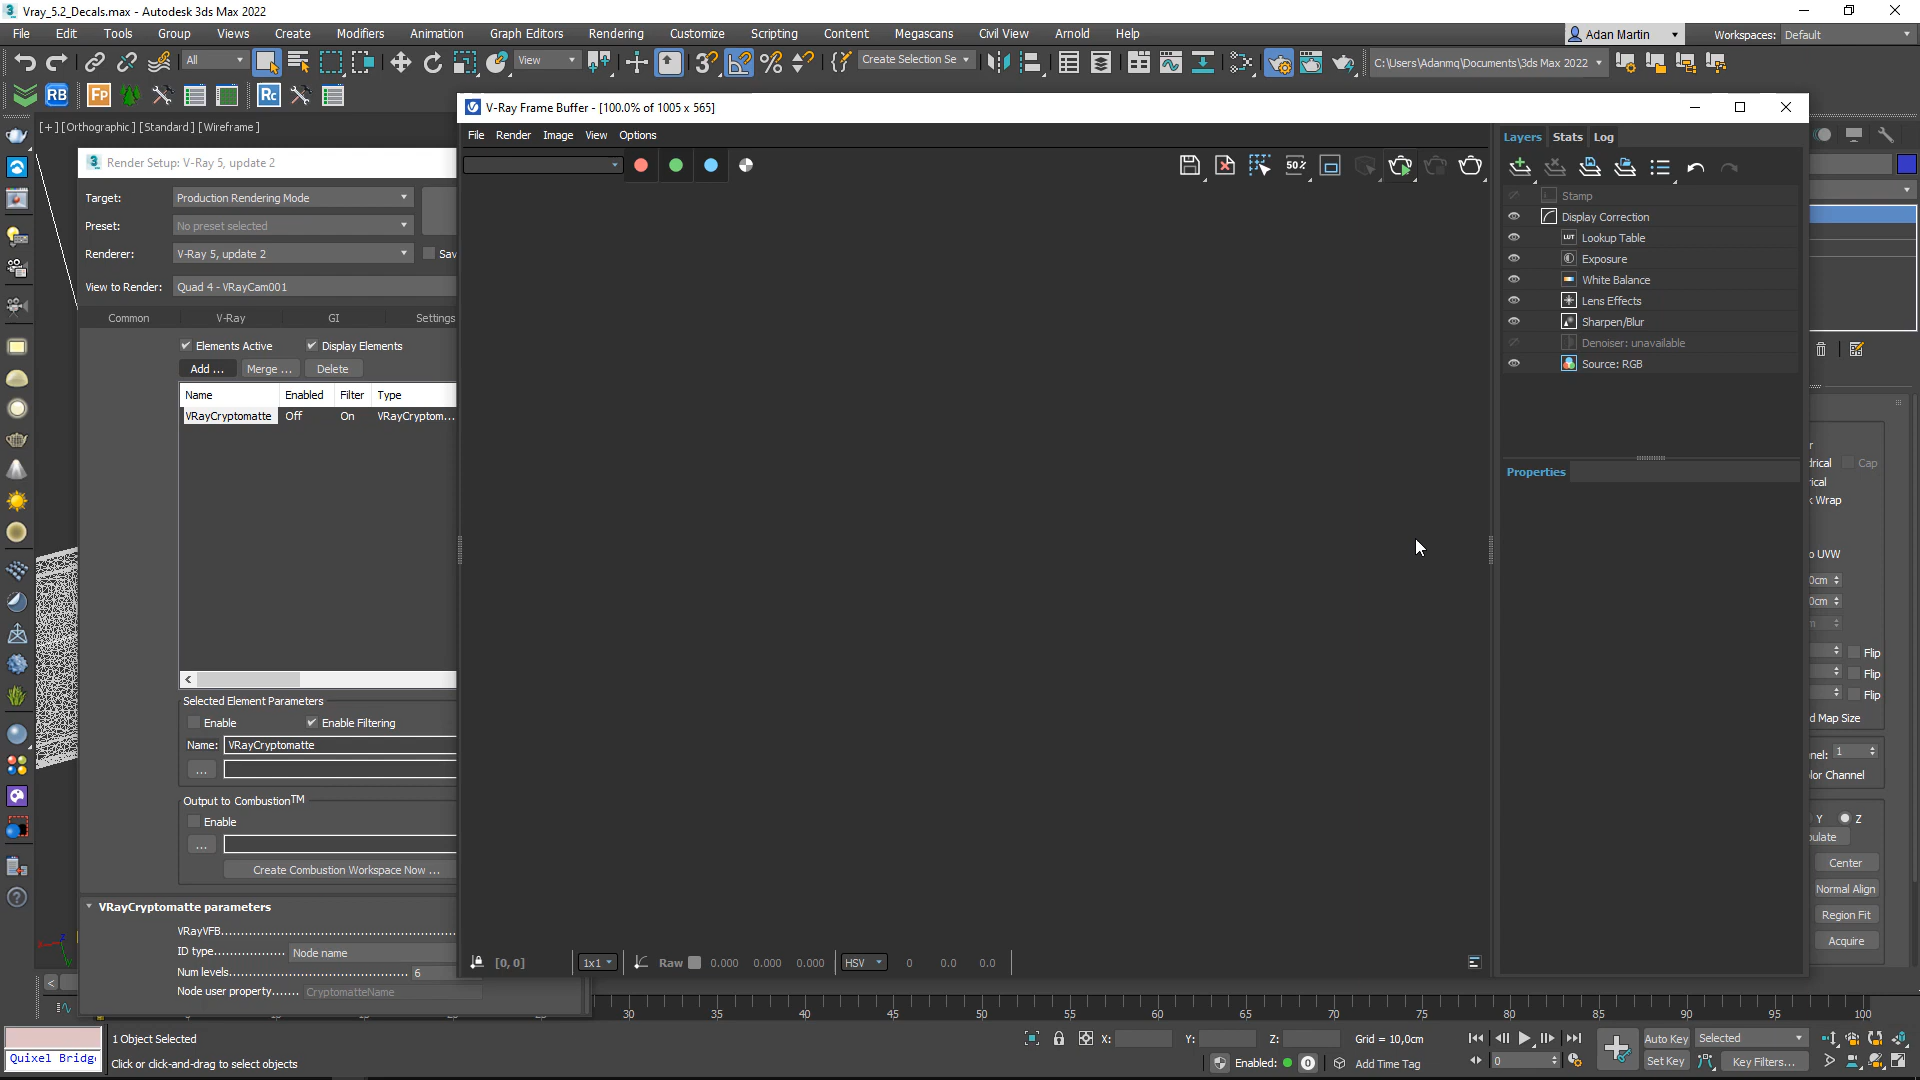 Vray_5.2_Decals.max - Autodesk 3ds Max 2022
File Edit Tools Group Views Create Modifiers Animation Graph Editors Rendering Customize Scripting Content Megascans Civil View Arnold Help
Adan Martin
Workspaces: Default
All
View
Create Selection Se
C:\Users\Adanmq\Documents\3ds Max 2022
RB
Fp
Rc
[+] [Orthographic] [Standard] [Wireframe]
V-Ray Frame Buffer - [100.0% of 1005 x 565]
File Render Image View Options
50%
Layers Stats Log
Stamp
Display Correction
LUT Lookup Table
Exposure
White Balance
Lens Effects
Sharpen/Blur
Denoiser: unavailable
Source: RGB
Properties
[0, 0]
1x1
Raw 0.000 0.000 0.000
HSV 0 0.0 0.0
Render Setup: V-Ray 5, update 2
Target: Production Rendering Mode
Preset: No preset selected
Renderer: V-Ray 5, update 2
Sav
View to Render: Quad 4 - VRayCam001
Common V-Ray GI Settings
Elements Active Display Elements
Add ... Merge ... Delete
Name Enabled Filter Type
VRayCryptomatte Off On VRayCryptom...
Selected Element Parameters
Enable Enable Filtering
Name: VRayCryptomatte
...
Output to Combustion™
Enable
...
Create Combustion Workspace Now ...
VRayCryptomatte parameters
VRayVFB
ID type Node name
Num levels 6
Node user property CryptomatteName
Cap
Wrap
UVW
Flip
Flip
Flip
d Map Size
nel: 1
lor Channel
Y Z
Center
Normal Align
Region Fit
Acquire
30 35 40 45 50 55 60 65 70 75 80 85 90 95 100
Quixel Bridg
1 Object Selected
Click or click-and-drag to select objects
X: Y: Z: Grid = 10,0cm
Enabled: 0 Add Time Tag
0
Auto Key Selected
Set Key Key Filters...